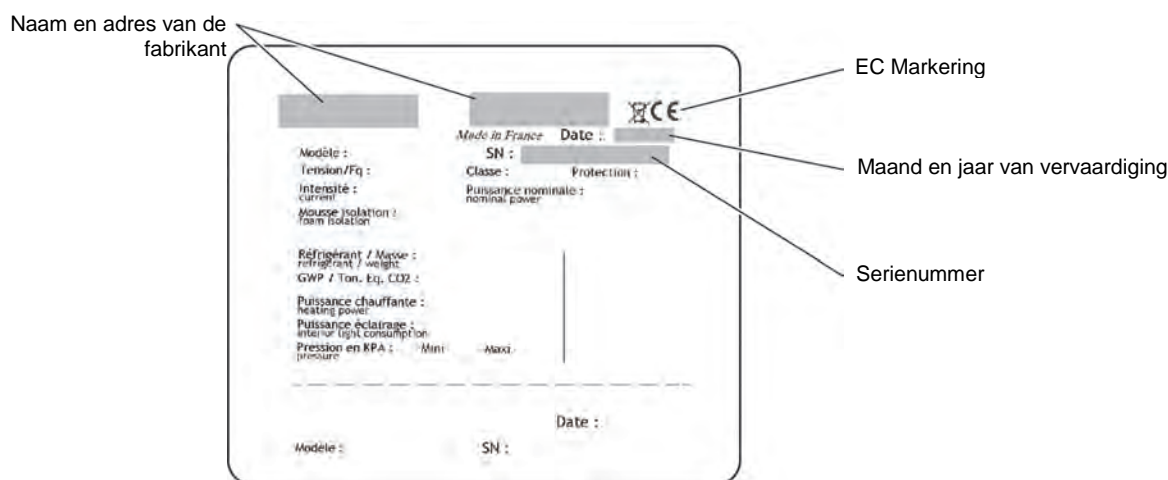 Naam en adres van de
fabrikant
EC Markering
CE
Made in France Date :
Maand en jaar van vervaardiging
Modèle : SN :
Tension/Fq : Classe : Protection :
Intensité : Puissance nominale :
current nominal power
Mousse isolation :
foam isolation
Serienummer
Réfrigérant / Masse :
refrigerant / weight
GWP / Ton. Eq. CO2 :
Puissance chauffante :
heating power
Puissance éclairage :
interior light consumption
Pression en KPA : Mini Maxi
pressure
Date :
Modèle : SN :